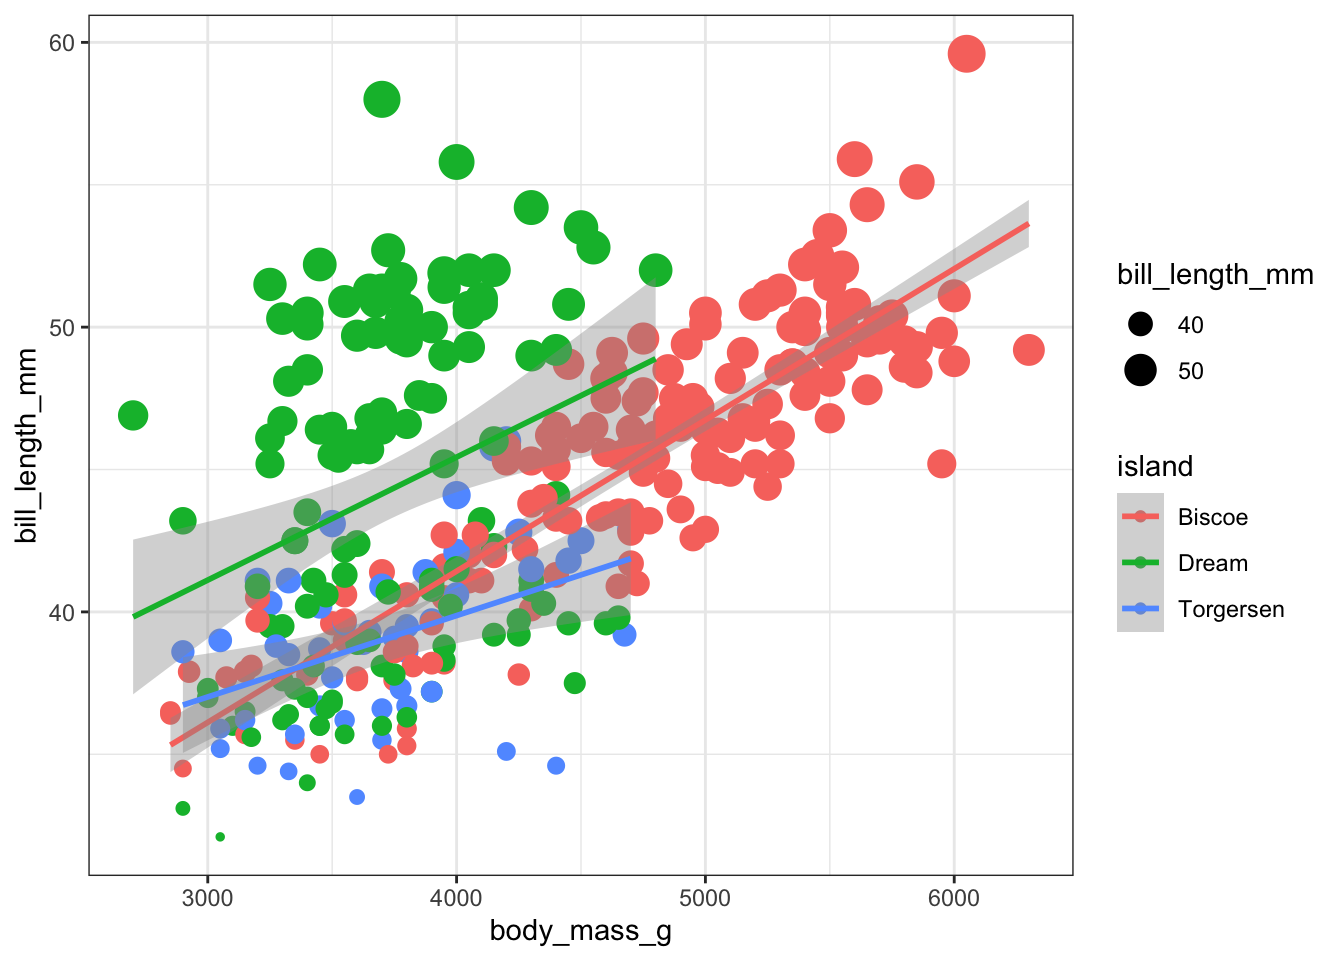 60
50
40
bill_length_mm
3000
4000
5000
6000
body_mass_g
bill_length_mm
40
50
island
Biscoe
Dream
Torgersen